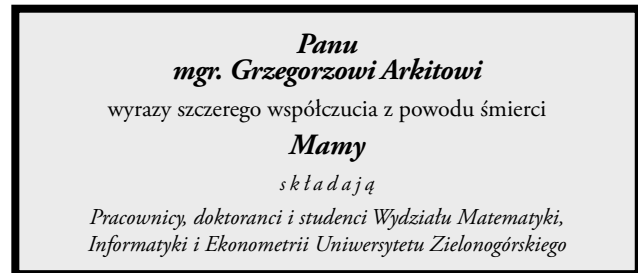 Panu
mgr. Grzegorzowi Arkitowi
wyrazy szczerego współczucia z powodu śmierci
Mamy
składają
Pracownicy, doktoranci i studenci Wydziału Matematyki,
Informatyki i Ekonometrii Uniwersytetu Zielonogórskiego